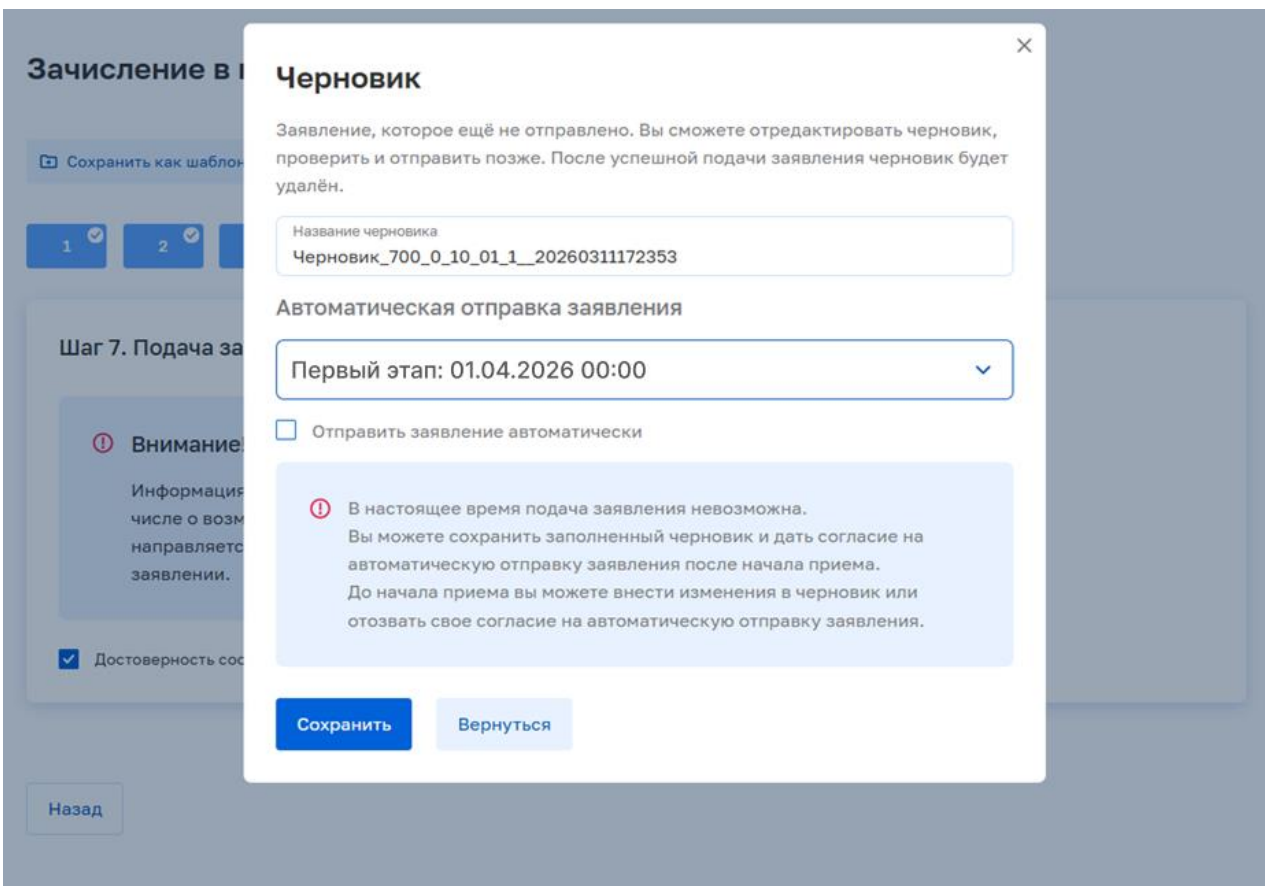 Зачисление в
Черновик
Заявление, которое ещё не отправлено. Вы сможете отредактировать черновик,
проверить и отправить позже. После успешной подачи заявления черновик будет
удалён.
Сохранить как шаблон
Название черновика
Черновик_700_0_10_01_1__20260311172353
1
2
Автоматическая отправка заявления
Шаг 7. Подача за
Первый этап: 01.04.2026 00:00
Отправить заявление автоматически
Внимание!
Информация
числе о возм
направляетс
заявлении.
В настоящее время подача заявления невозможна.
Вы можете сохранить заполненный черновик и дать согласие на
автоматическую отправку заявления после начала приема.
До начала приема вы можете внести изменения в черновик или
отозвать свое согласие на автоматическую отправку заявления.
Достоверность сос
Сохранить
Вернуться
Назад